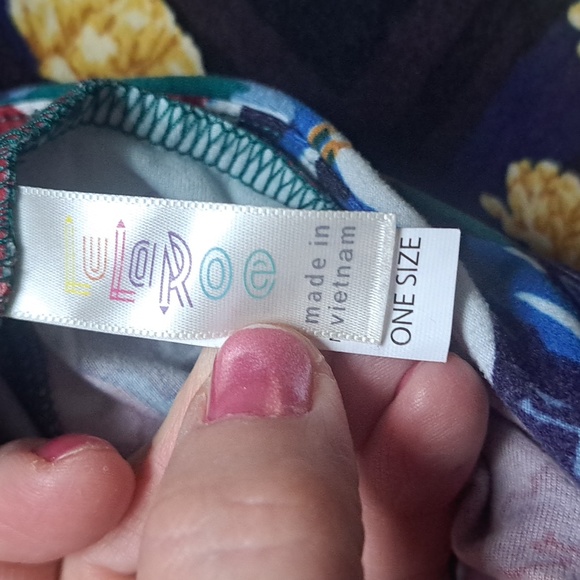 LulaRoe
made in
vietnam
ONE SIZE